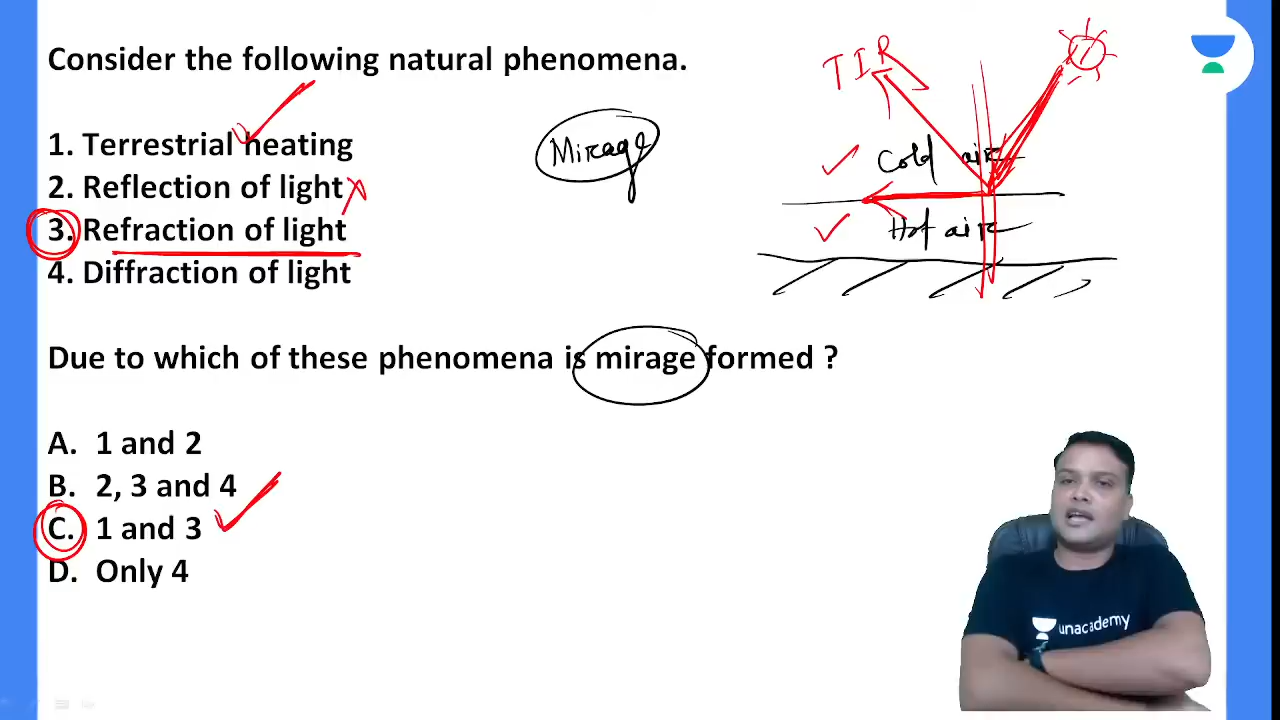 Consider the following natural phenomena.
1. Terrestrial heating
2. Reflection of light
3. Refraction of light
4. Diffraction of light
Due to which of these phenomena is mirage formed ?
A. 1 and 2
B. 2, 3 and 4
C. 1 and 3
D. Only 4
Mirage
TIR
Cold air
Hot air
unacademy